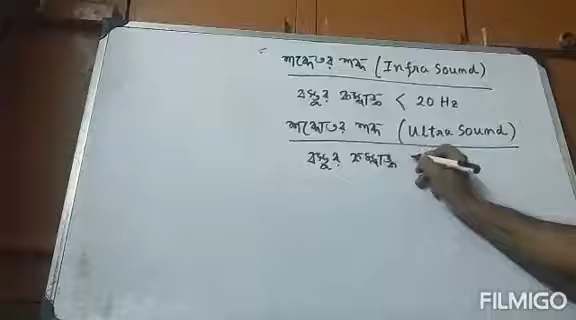 শব্দেতর শব্দ (Infra Sound)
বস্তুর কম্পাঙ্ক < 20 Hz
শব্দোতর শব্দ (Ultra Sound)
বস্তুর কম্পাঙ্ক
FILMIGO